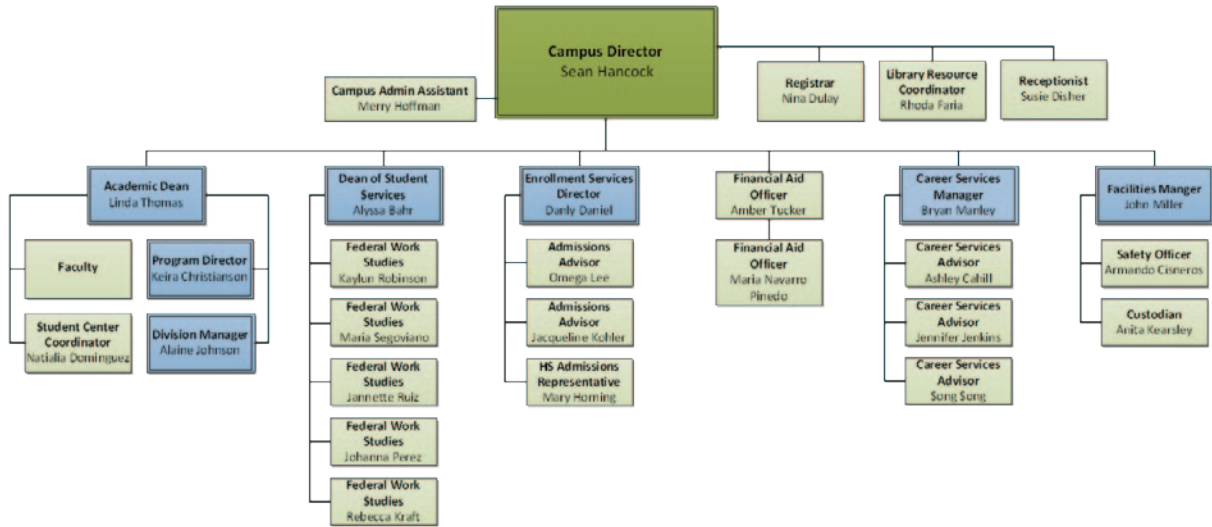 Campus Director
Sean Hancock
Campus Admin Assistant
Merry Hoffman
Registrar
Nina Dulay
Library Resource
Coordinator
Rhoda Faria
Receptionist
Susie Disher
Academic Dean
Linda Thomas
Dean of Student
Services
Alyssa Bahr
Enrollment Services
Director
Danly Daniel
Financial Aid
Officer
Amber Tucker
Career Services
Manager
Bryan Manley
Facilities Manger
John Miller
Faculty
Program Director
Keira Christianson
Student Center
Coordinator
Natialia Dominguez
Division Manager
Alaine Johnson
Federal Work
Studies
Kaylun Robinson
Federal Work
Studies
Maria Segoviano
Federal Work
Studies
Jannette Ruiz
Federal Work
Studies
Johanna Perez
Federal Work
Studies
Rebecca Kraft
Admissions
Advisor
Omega Lee
Admissions
Advisor
Jacqueline Kohler
HS Admissions
Representative
Mary Horning
Financial Aid
Officer
Maria Navarro
Pinedo
Career Services
Advisor
Ashley Cahill
Career Services
Advisor
Jennifer Jenkins
Career Services
Advisor
Song Song
Safety Officer
Armando Cisneros
Custodian
Anita Kearsley